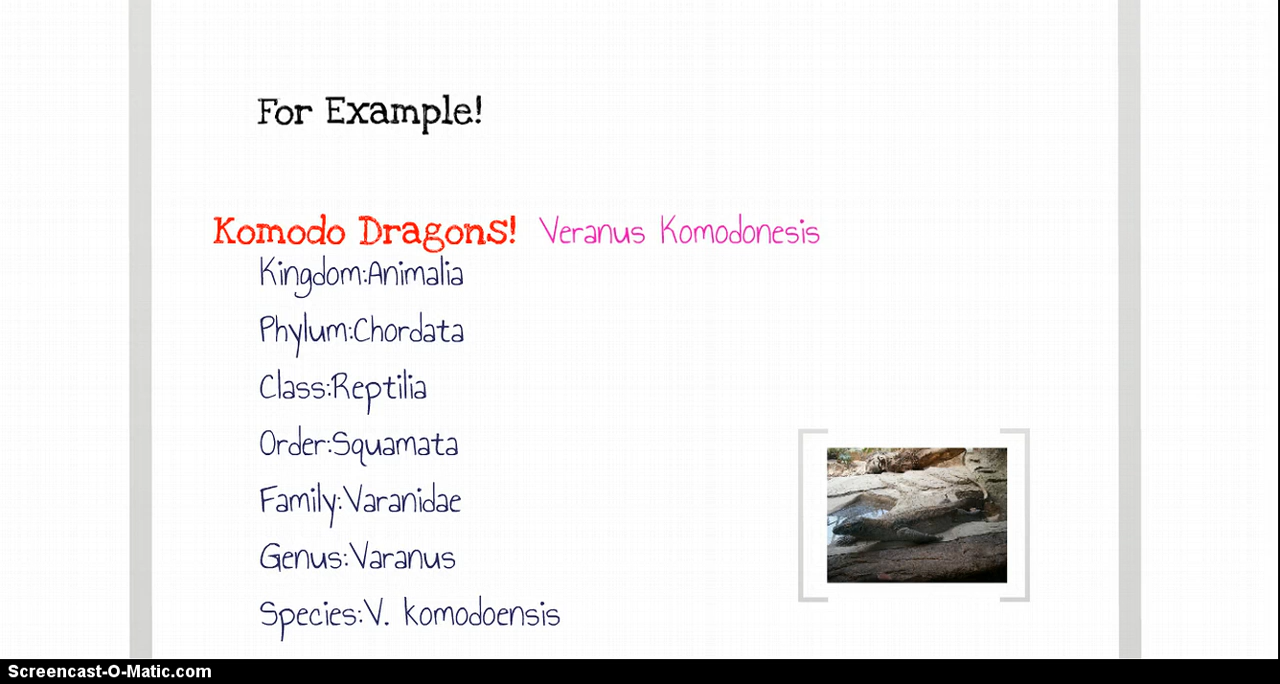 For Example!
Komodo Dragons! Veranus Komodonesis
Kingdom:Animalia
Phylum:Chordata
Class:Reptilia
Order:Squamata
Family:Varanidae
Genus:Varanus
Species:V. komodoensis
Screencast-O-Matic.com